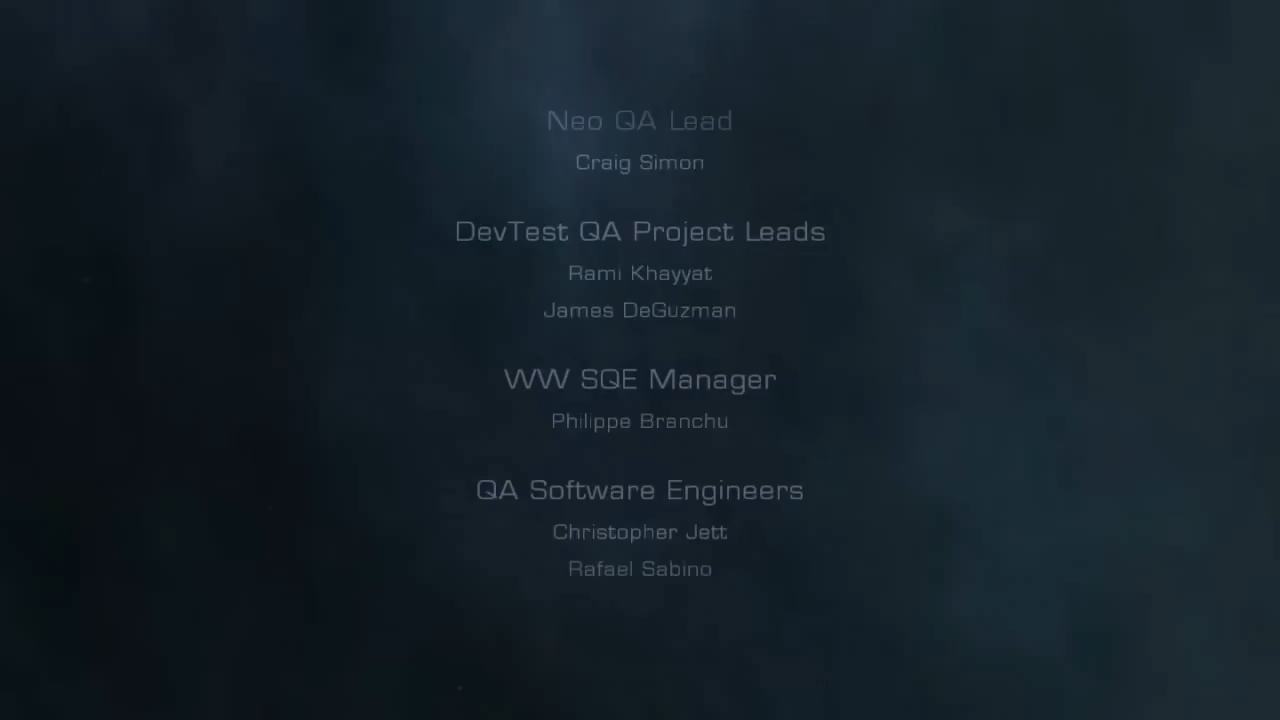 Neo QA Lead
Craig Simon
DevTest QA Project Leads
Rami Khayyat
James DeGuzman
WW SQE Manager
Philippe Branchu
QA Software Engineers
Christopher Jett
Rafael Sabino